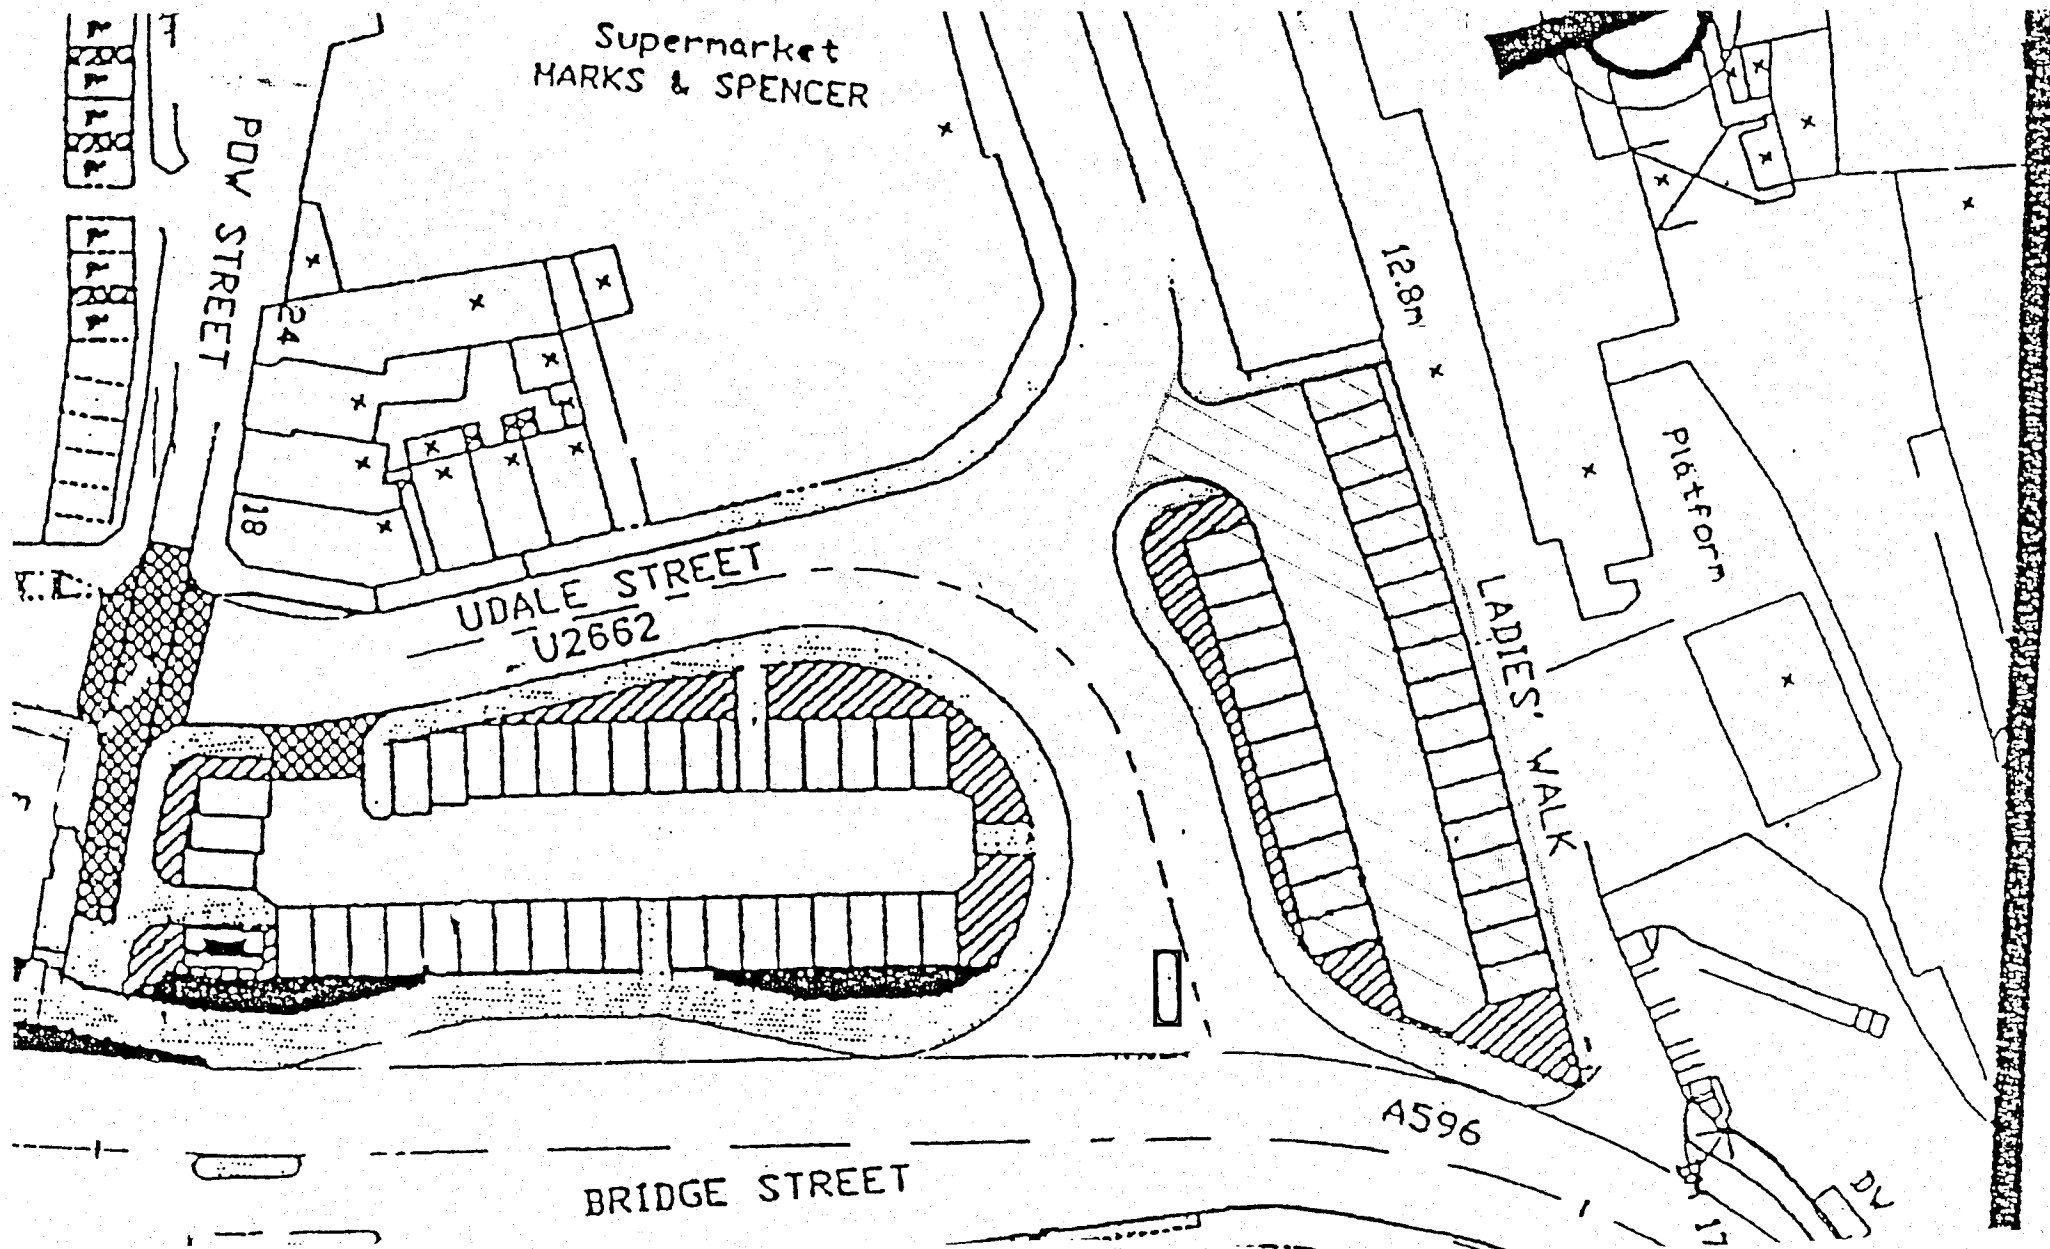 Supermarket
MARKS & SPENCER
POW STREET
24
18
12.8m
Platform
UDALE STREET
U2662
LADIES' WALK
A596
BRIDGE STREET
17
DV